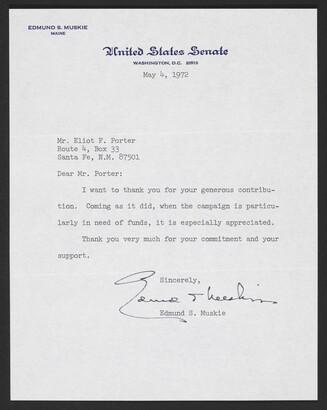 EDMUND S. MUSKIE
MAINE
United States Senate
WASHINGTON, D.C. 20510
May 4, 1972
Mr. Eliot F. Porter
Route 4, Box 33
Santa Fe, N.M. 87501
Dear Mr. Porter:
I want to thank you for your generous contribu-
tion. Coming as it did, when the campaign is particu-
larly in need of funds, it is especially appreciated.
Thank you very much for your commitment and your
support.
Sincerely,
Edmund S Muskie
Edmund S. Muskie